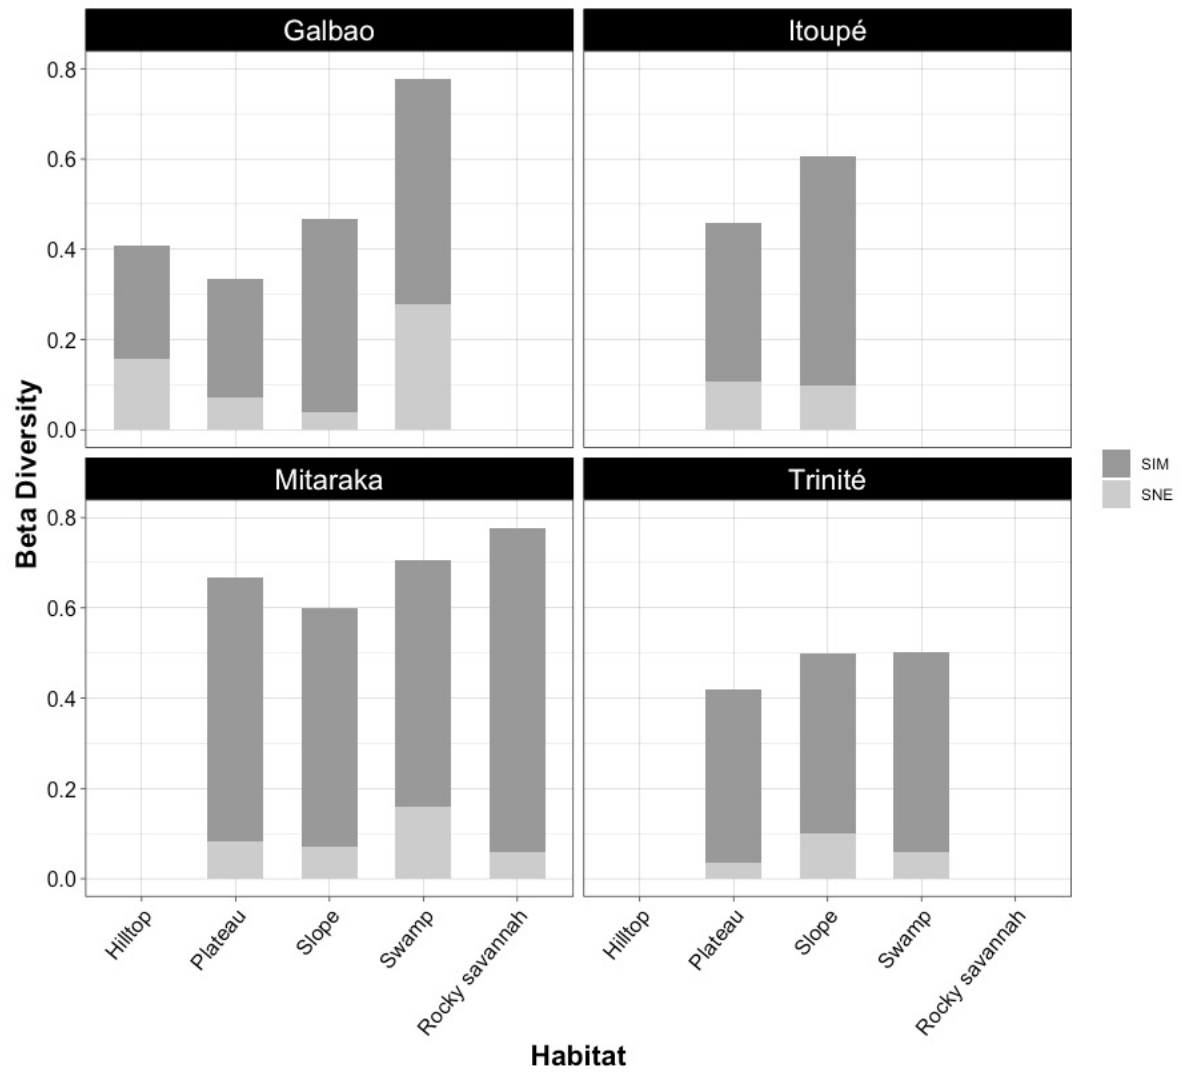 Galbao
Itoupé
0.8
0.6
0.4
0.2
0.0
Mitaraka
Trinité
0.8
0.6
0.4
0.2
0.0
Beta Diversity
SIM
SNE
Hilltop
Plateau
Slope
Swamp
Rocky savannah
Hilltop
Plateau
Slope
Swamp
Rocky savannah
Habitat